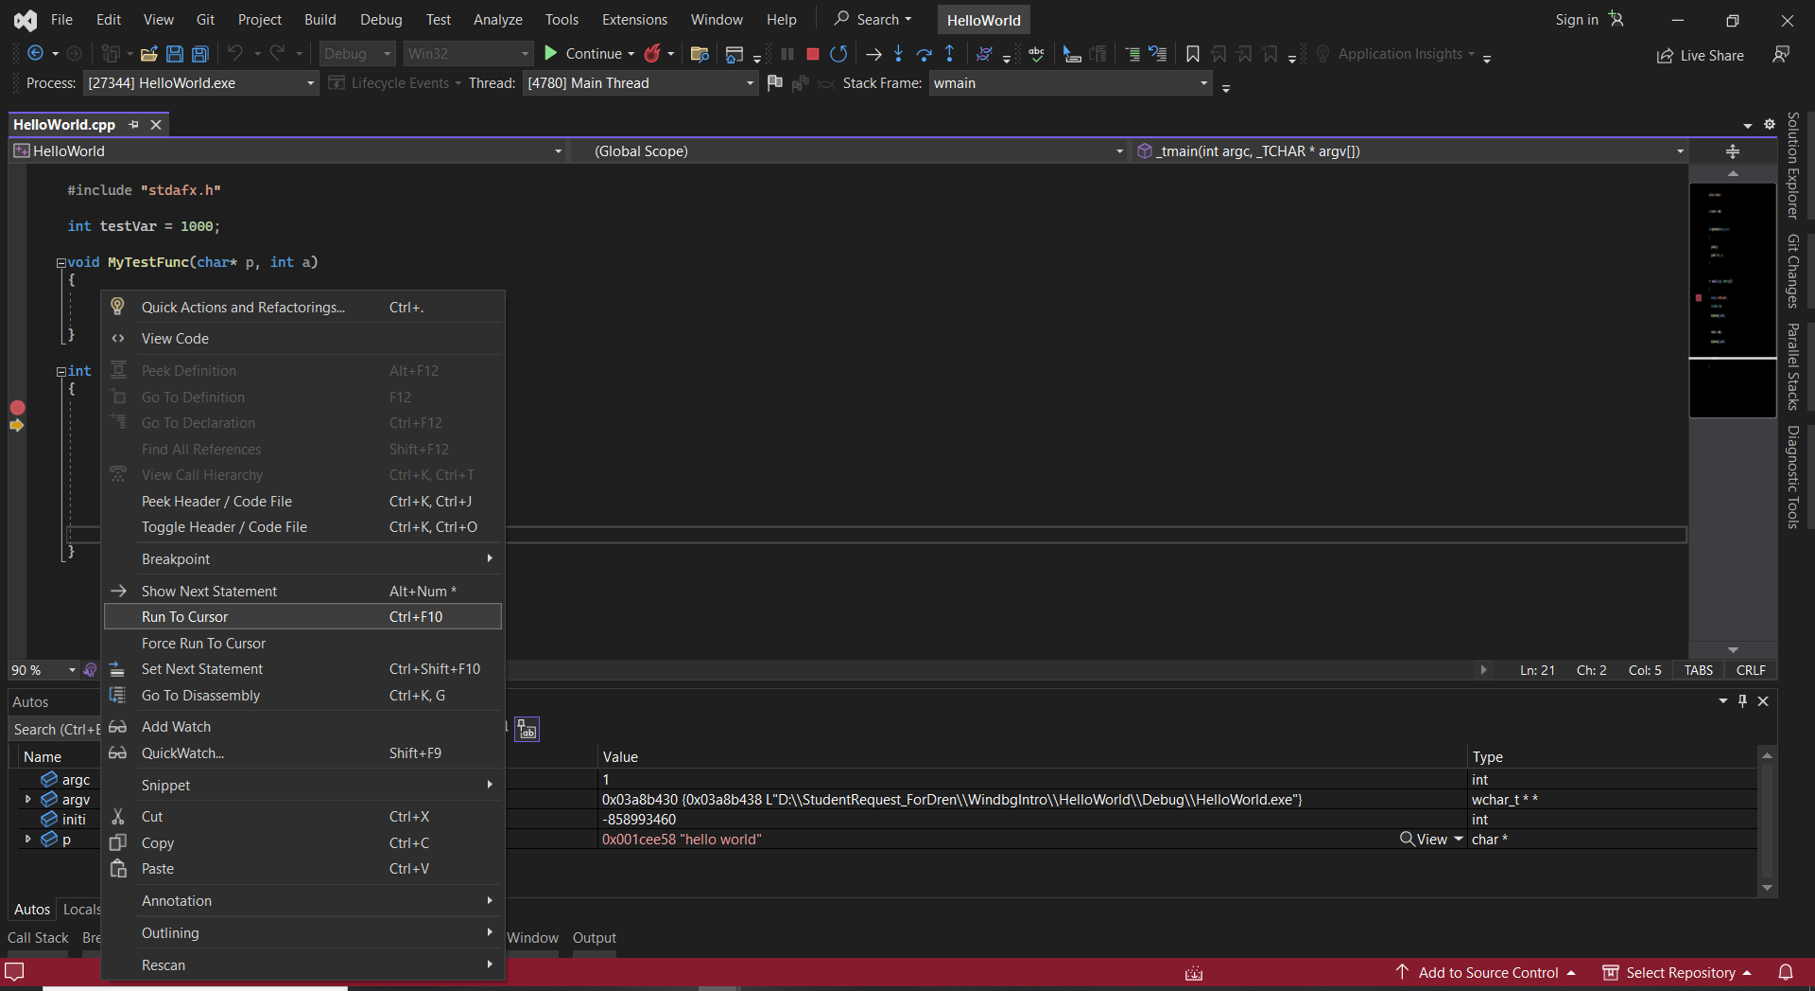 File Edit View Git Project Build Debug Test Analyze Tools Extensions Window Help Search HelloWorld Sign in
Debug Win32 Continue Application Insights Live Share
Process: [27344] HelloWorld.exe Lifecycle Events Thread: [4780] Main Thread Stack Frame: wmain
HelloWorld.cpp
HelloWorld (Global Scope) _tmain(int argc, _TCHAR * argv[])
#include "stdafx.h"
int testVar = 1000;
void MyTestFunc(char* p, int a)
{
}
int
{
}
Quick Actions and Refactorings... Ctrl+.
View Code
Peek Definition Alt+F12
Go To Definition F12
Go To Declaration Ctrl+F12
Find All References Shift+F12
View Call Hierarchy Ctrl+K, Ctrl+T
Peek Header / Code File Ctrl+K, Ctrl+J
Toggle Header / Code File Ctrl+K, Ctrl+O
Breakpoint
Show Next Statement Alt+Num *
Run To Cursor Ctrl+F10
Force Run To Cursor
Set Next Statement Ctrl+Shift+F10
Go To Disassembly Ctrl+K, G
Add Watch
QuickWatch... Shift+F9
Snippet
Cut Ctrl+X
Copy Ctrl+C
Paste Ctrl+V
Annotation
Outlining
Rescan
Solution Explorer
Git Changes
Parallel Stacks
Diagnostic Tools
90 % Ln: 21 Ch: 2 Col: 5 TABS CRLF
Autos
Search (Ctrl+E
Name Value Type
argc 1 int
argv 0x03a8b430 {0x03a8b438 L"D:\\StudentRequest_ForDren\\WindbgIntro\\HelloWorld\\Debug\\HelloWorld.exe"} wchar_t * *
initi -858993460 int
p 0x001cee58 "hello world" View char *
Autos Locals
Call Stack Bre Window Output
Add to Source Control Select Repository